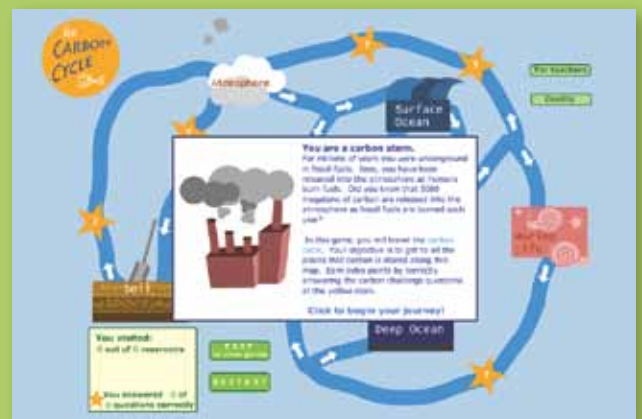 The
CARBON
CYCLE
Game
Atmosphere
For teachers
Credits
Surface
Ocean
You are a carbon atom.
For millions of years you were underground
in fossil fuels. Now, you have been
released into the atmosphere as humans
burn fuels. Did you know that 5000
megatons of carbon are released into the
atmosphere as fossil fuels are burned each
year?
In this game, you will travel the carbon
cycle. Your objective is to get to all the
places that carbon is stored along this
map. Earn extra points by correctly
answering the carbon challenge questions
at the yellow stars.
Click to begin your journey!
Marine
life
Soil
Deep Ocean
You visited:
0 out of 6 reservoirs
You answered 0 of
questions correctly
RESTART